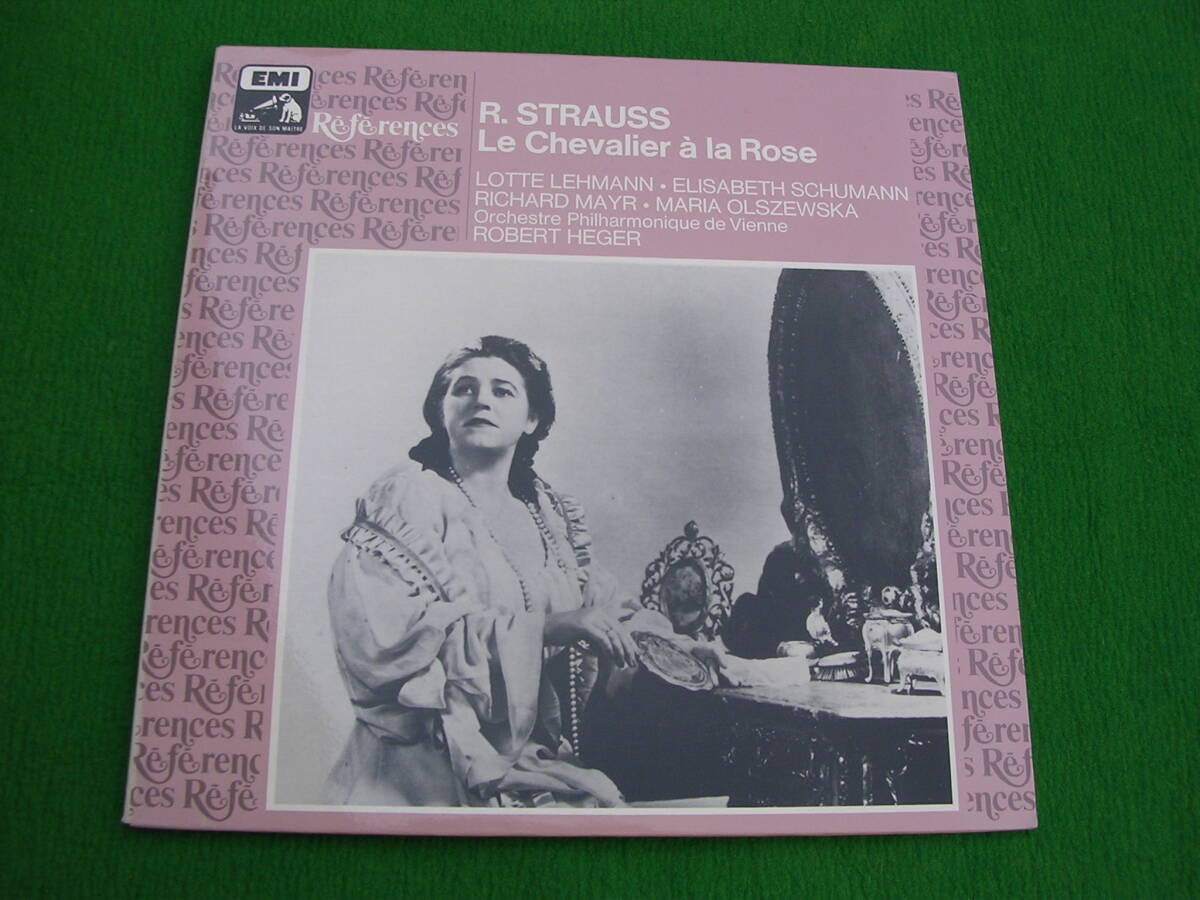 EMI
LA VOIX DE SON MAITRE
Références
R. STRAUSS
Le Chevalier à la Rose
LOTTE LEHMANN • ELISABETH SCHUMANN
RICHARD MAYR • MARIA OLSZEWSKA
Orchestre Philharmonique de Vienne
ROBERT HEGER